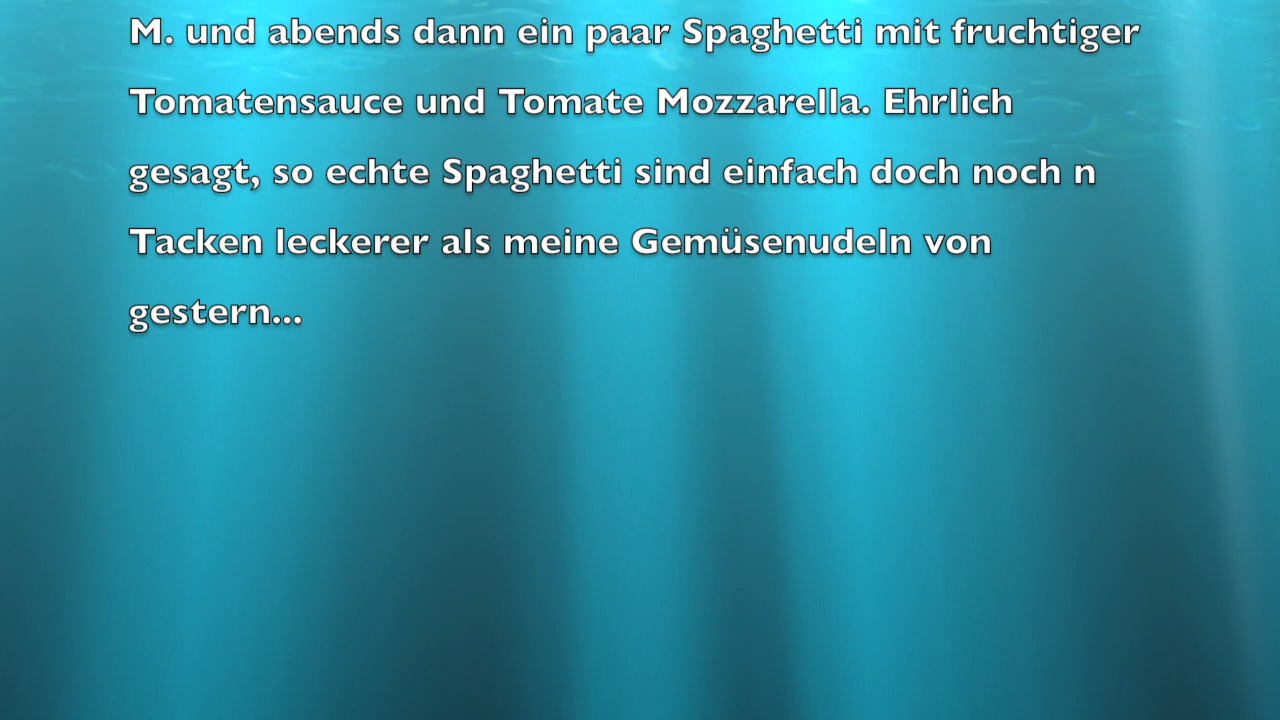 M. und abends dann ein paar Spaghetti mit fruchtiger
Tomatensauce und Tomate Mozzarella. Ehrlich
gesagt, so echte Spaghetti sind einfach doch noch n
Tacken leckerer als meine Gemüsenudeln von
gestern...